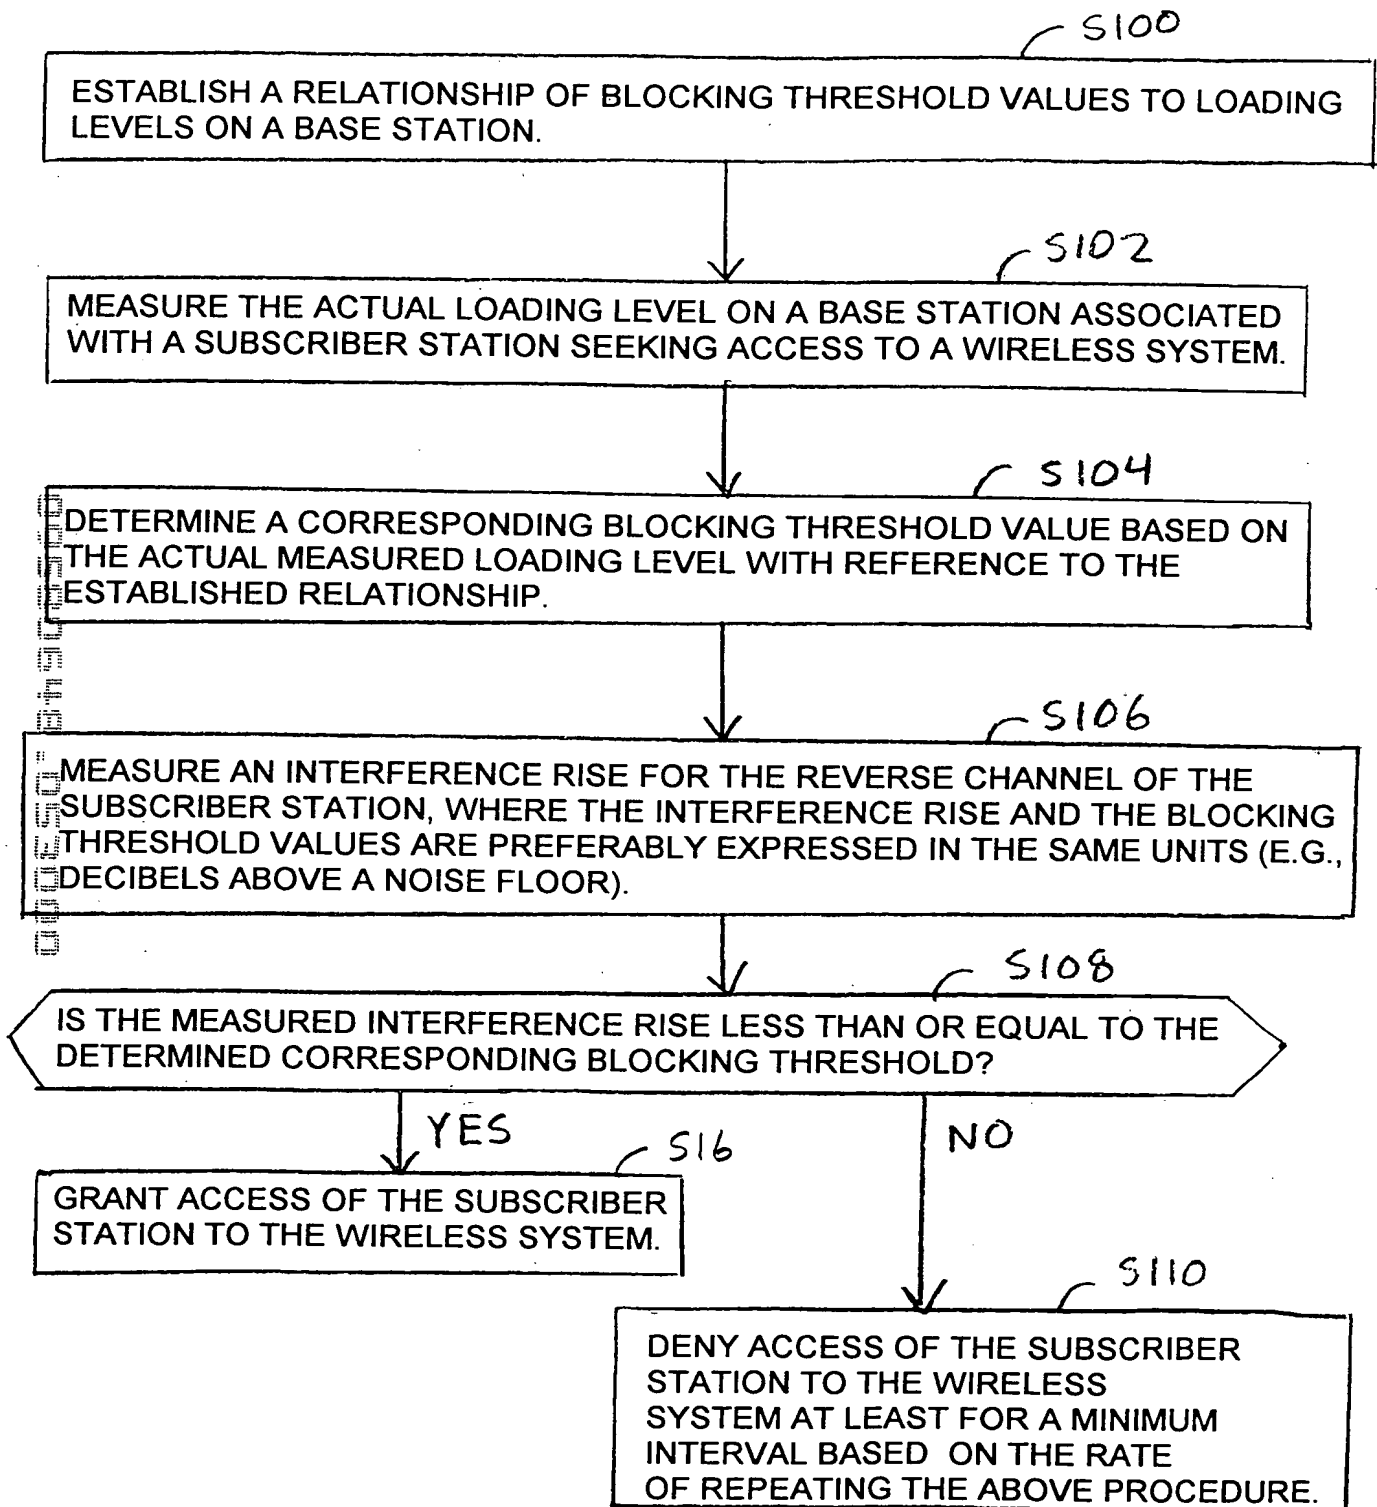 S100
ESTABLISH A RELATIONSHIP OF BLOCKING THRESHOLD VALUES TO LOADING
LEVELS ON A BASE STATION.
S102
MEASURE THE ACTUAL LOADING LEVEL ON A BASE STATION ASSOCIATED
WITH A SUBSCRIBER STATION SEEKING ACCESS TO A WIRELESS SYSTEM.
S104
DETERMINE A CORRESPONDING BLOCKING THRESHOLD VALUE BASED ON
THE ACTUAL MEASURED LOADING LEVEL WITH REFERENCE TO THE
ESTABLISHED RELATIONSHIP.
S106
MEASURE AN INTERFERENCE RISE FOR THE REVERSE CHANNEL OF THE
SUBSCRIBER STATION, WHERE THE INTERFERENCE RISE AND THE BLOCKING
THRESHOLD VALUES ARE PREFERABLY EXPRESSED IN THE SAME UNITS (E.G.,
DECIBELS ABOVE A NOISE FLOOR).
S108
IS THE MEASURED INTERFERENCE RISE LESS THAN OR EQUAL TO THE
DETERMINED CORRESPONDING BLOCKING THRESHOLD?
YES
NO
S16
GRANT ACCESS OF THE SUBSCRIBER
STATION TO THE WIRELESS SYSTEM.
S110
DENY ACCESS OF THE SUBSCRIBER
STATION TO THE WIRELESS
SYSTEM AT LEAST FOR A MINIMUM
INTERVAL BASED ON THE RATE
OF REPEATING THE ABOVE PROCEDURE.